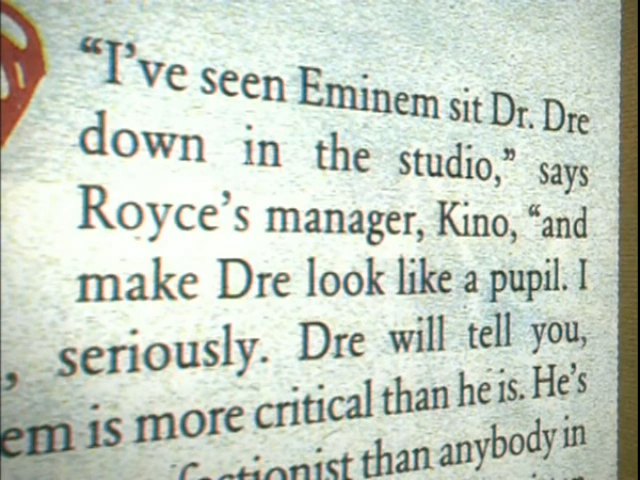 “I’ve seen Eminem sit Dr. Dre
down in the studio,” says
Royce’s manager, Kino, “and
make Dre look like a pupil. I
, seriously. Dre will tell you,
em is more critical than he is. He’s
than anybody in